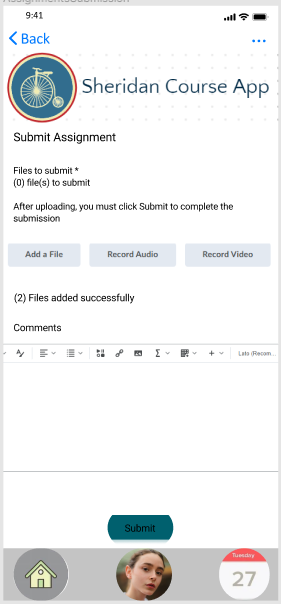 AssignmentsSubmission
9:41
Back
Sheridan Course App
Submit Assignment
Files to submit *
(0) file(s) to submit
After uploading, you must click Submit to complete the
submission
Add a File Record Audio Record Video
(2) Files added successfully
Comments
Lato (Recom...
Submit
Tuesday
27